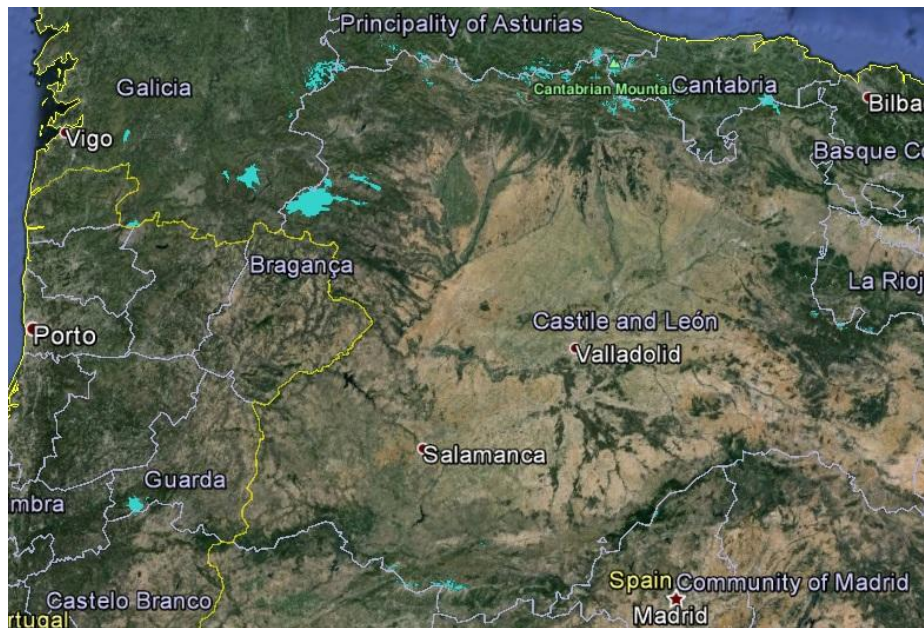 Principality of Asturias
Galicia
Cantabrian Mountai
Cantabria
Bilba
Vigo
Basque Co
Bragança
La Rioj
Porto
Castile and León
Valladolid
Salamanca
Guarda
mbra
Spain
Community of Madrid
Castelo Branco
Madrid
rtugal